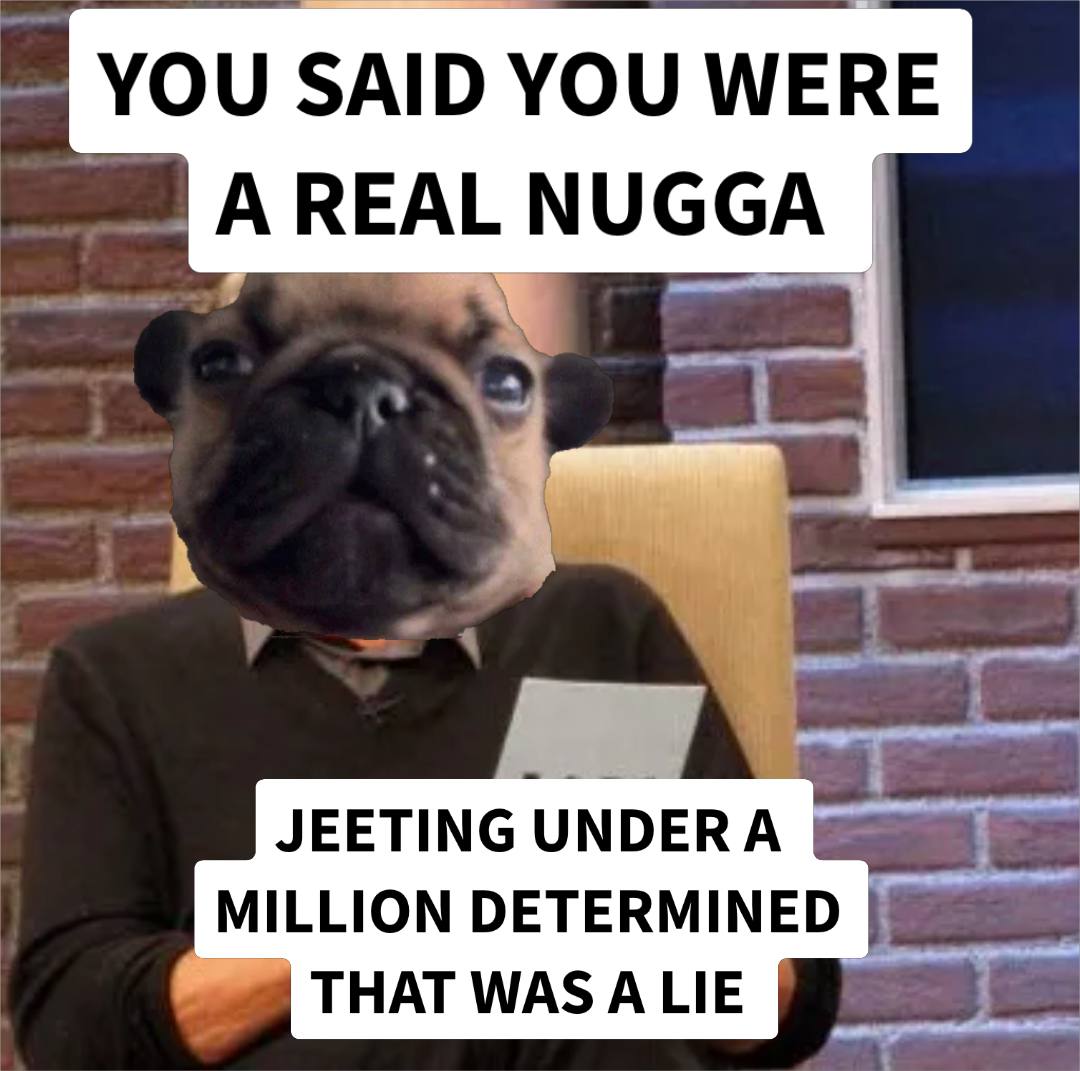 YOU SAID YOU WERE
A REAL NUGGA
JEETING UNDER A
MILLION DETERMINED
THAT WAS A LIE